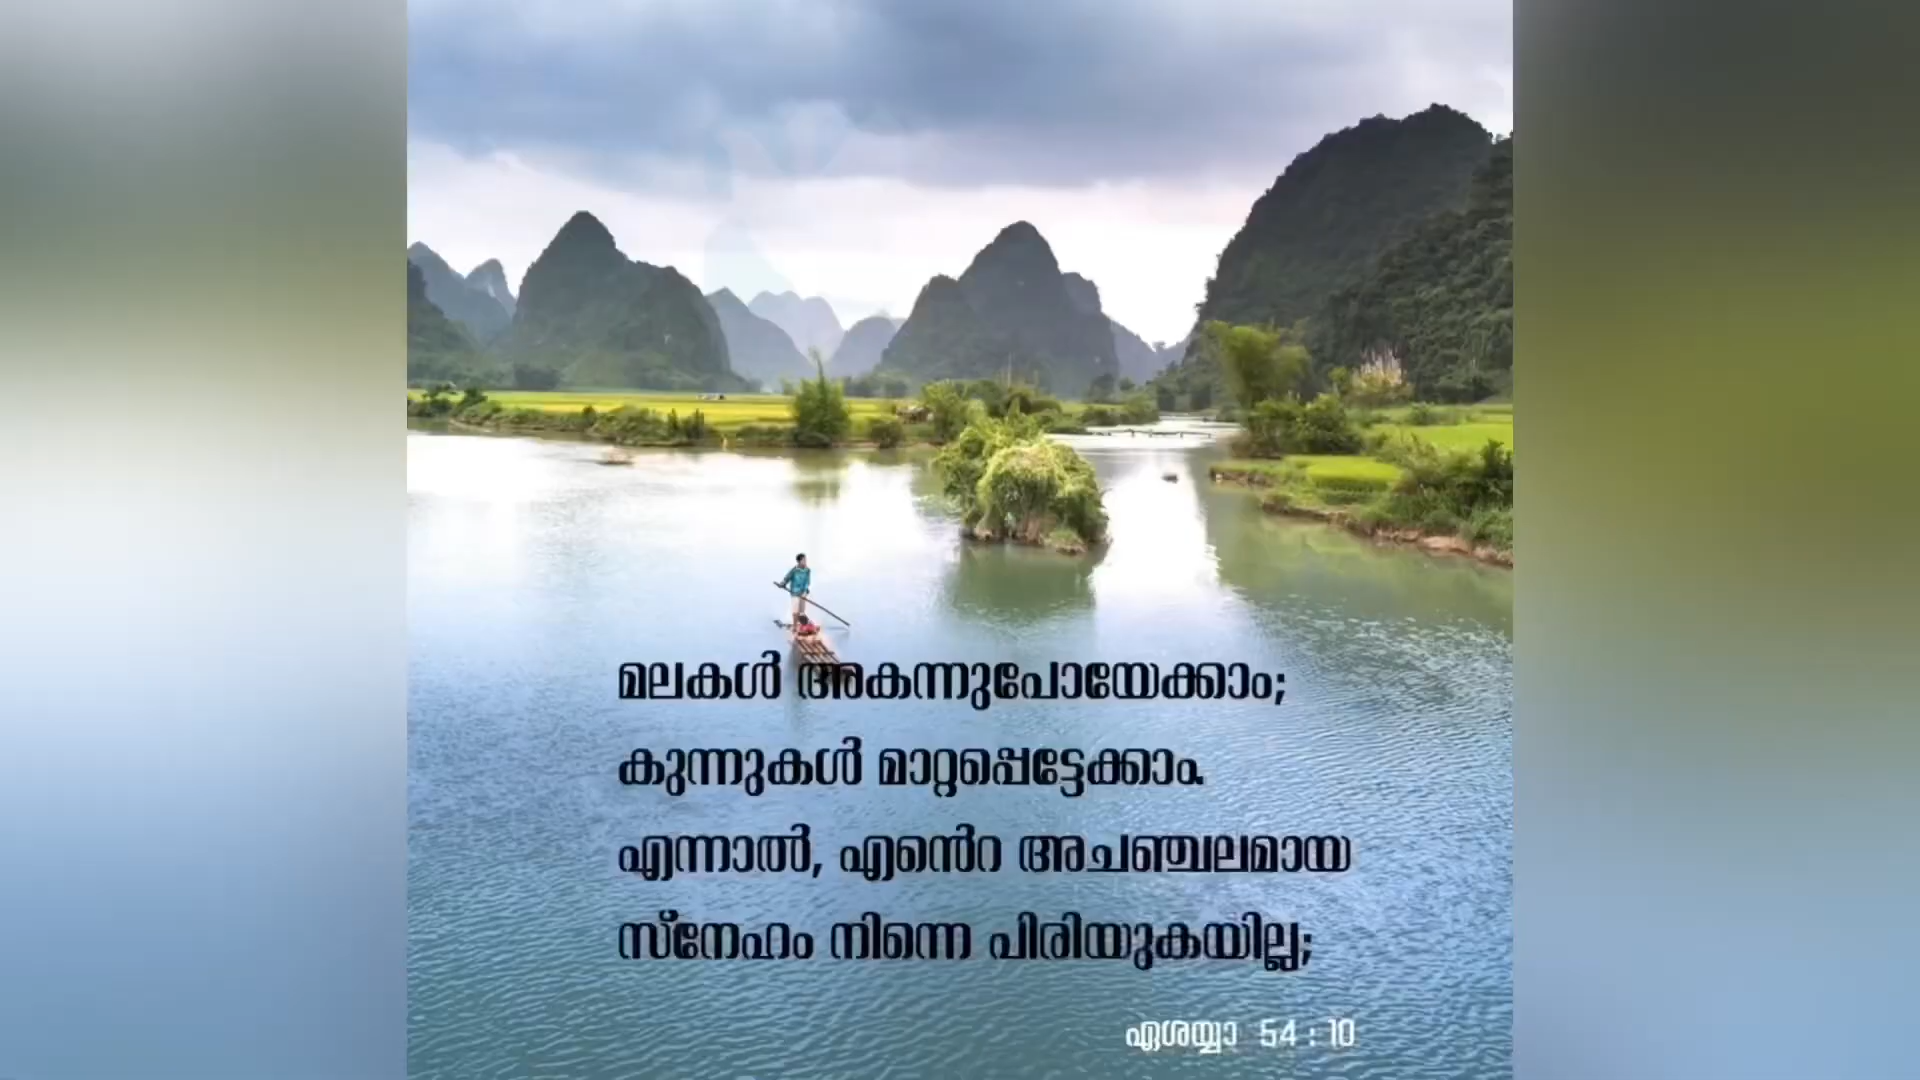 മലകൾ അകന്നുപോയേക്കാം;
കുന്നുകൾ മാറ്റപ്പെട്ടേക്കാം.
എന്നാൽ, എൻെറ അചഞ്ചലമായ
സ്നേഹം നിന്നെ പിരിയുകയില്ല;
ഏശയ്യാ 54 : 10